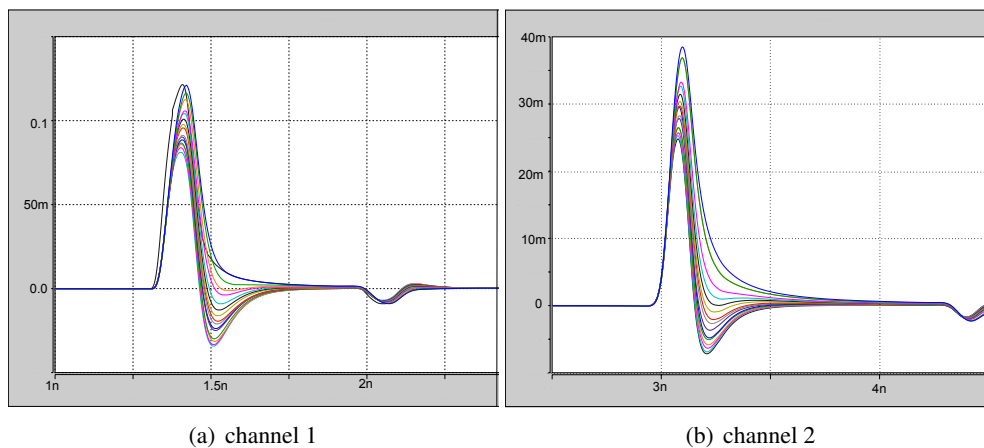 0.1
50m
0.0
1n
1.5n
2n
40m
30m
20m
10m
0
3n
4n
(a) channel 1
(b) channel 2